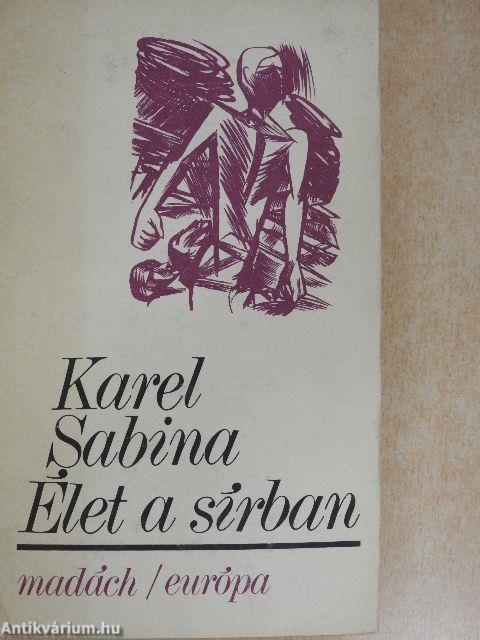 Karel
Sabina
Élet a sírban
madách / európa
Antikvárium.hu